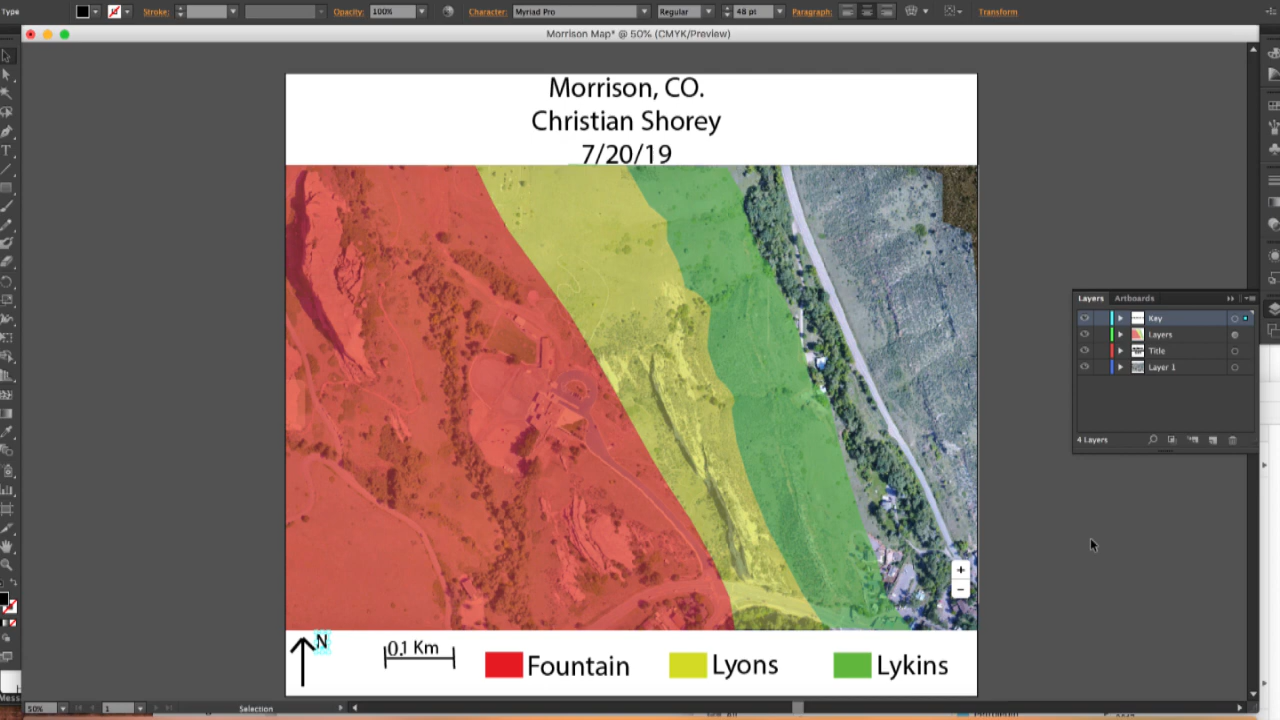 Type
Stroke:
Opacity: 100%
Character: Myriad Pro
Regular
48 pt
Paragraph:
Transform
Morrison Map* @ 50% (CMYK/Preview)
Morrison, CO.
Christian Shorey
7/20/19
Layers Artboards
Key
Layers
Title
Layer 1
4 Layers
+
−
N
0.1 Km
Fountain
Lyons
Lykins
50%
1
Selection